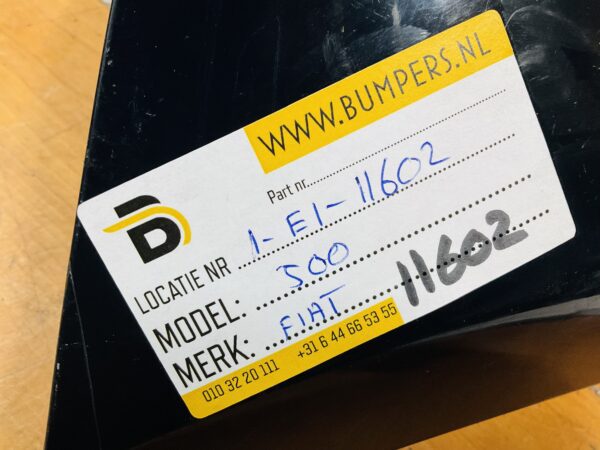 WWW.BUMPERS.NL
Part nr.
B
LOCATIE NR 1-E1-11602
MODEL: 500
MERK: FIAT 11602
010 32 20 111 +31 6 44 66 53 55